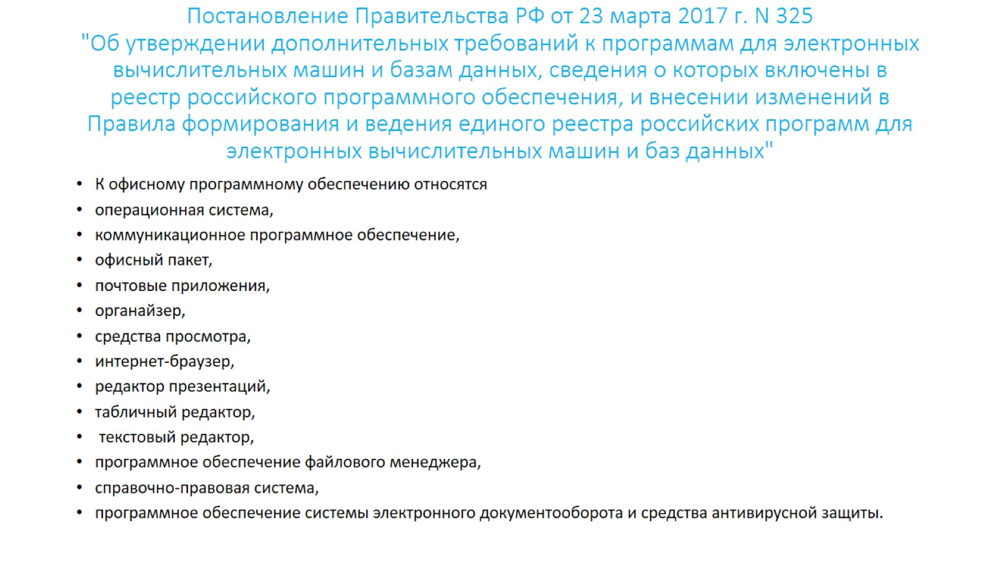 Постановление Правительства РФ от 23 марта 2017 г. N 325
"Об утверждении дополнительных требований к программам для электронных
вычислительных машин и базам данных, сведения о которых включены в
реестр российского программного обеспечения, и внесении изменений в
Правила формирования и ведения единого реестра российских программ для
электронных вычислительных машин и баз данных"
• К офисному программному обеспечению относятся
• операционная система,
• коммуникационное программное обеспечение,
• офисный пакет,
• почтовые приложения,
• органайзер,
• средства просмотра,
• интернет-браузер,
• редактор презентаций,
• табличный редактор,
• текстовый редактор,
• программное обеспечение файлового менеджера,
• справочно-правовая система,
• программное обеспечение системы электронного документооборота и средства антивирусной защиты.